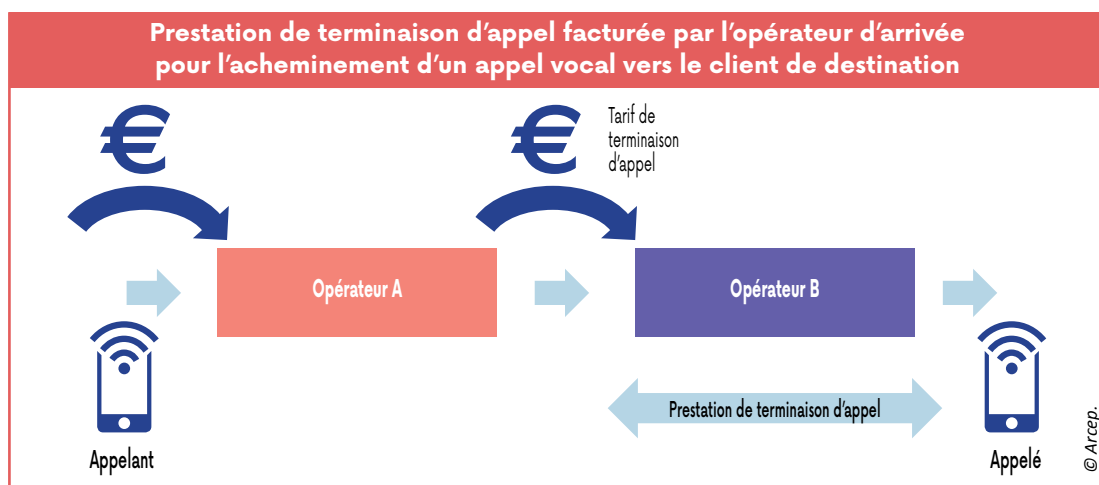 Prestation de terminaison d'appel facturée par l'opérateur d'arrivée
pour l'acheminement d'un appel vocal vers le client de destination
€
€
Tarif de
terminaison
d'appel
Opérateur A
Opérateur B
Prestation de terminaison d'appel
Appelant
Appelé
© Arcep.